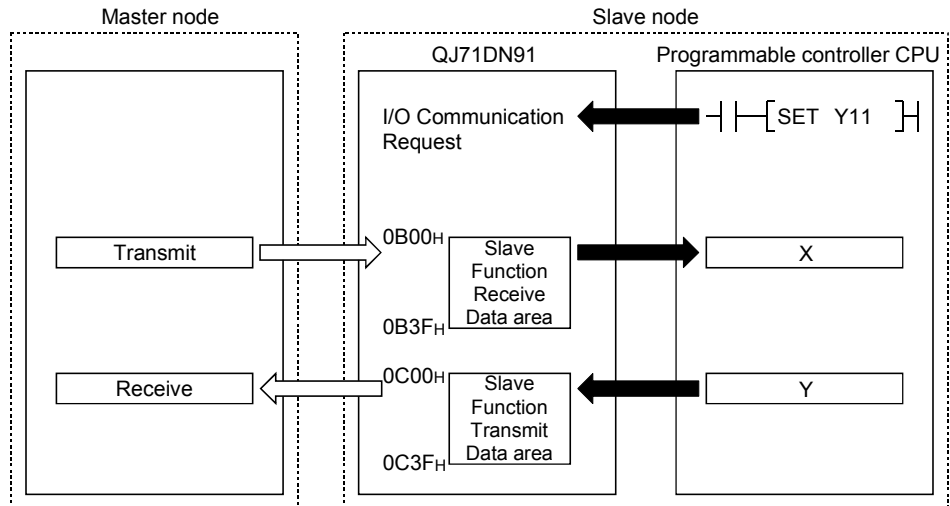 Master node
Slave node
QJ71DN91
Programmable controller CPU
I/O Communication
Request
SET Y11
Transmit
0B00H
Slave
Function
Receive
Data area
0B3FH
X
Receive
0C00H
Slave
Function
Transmit
Data area
0C3FH
Y